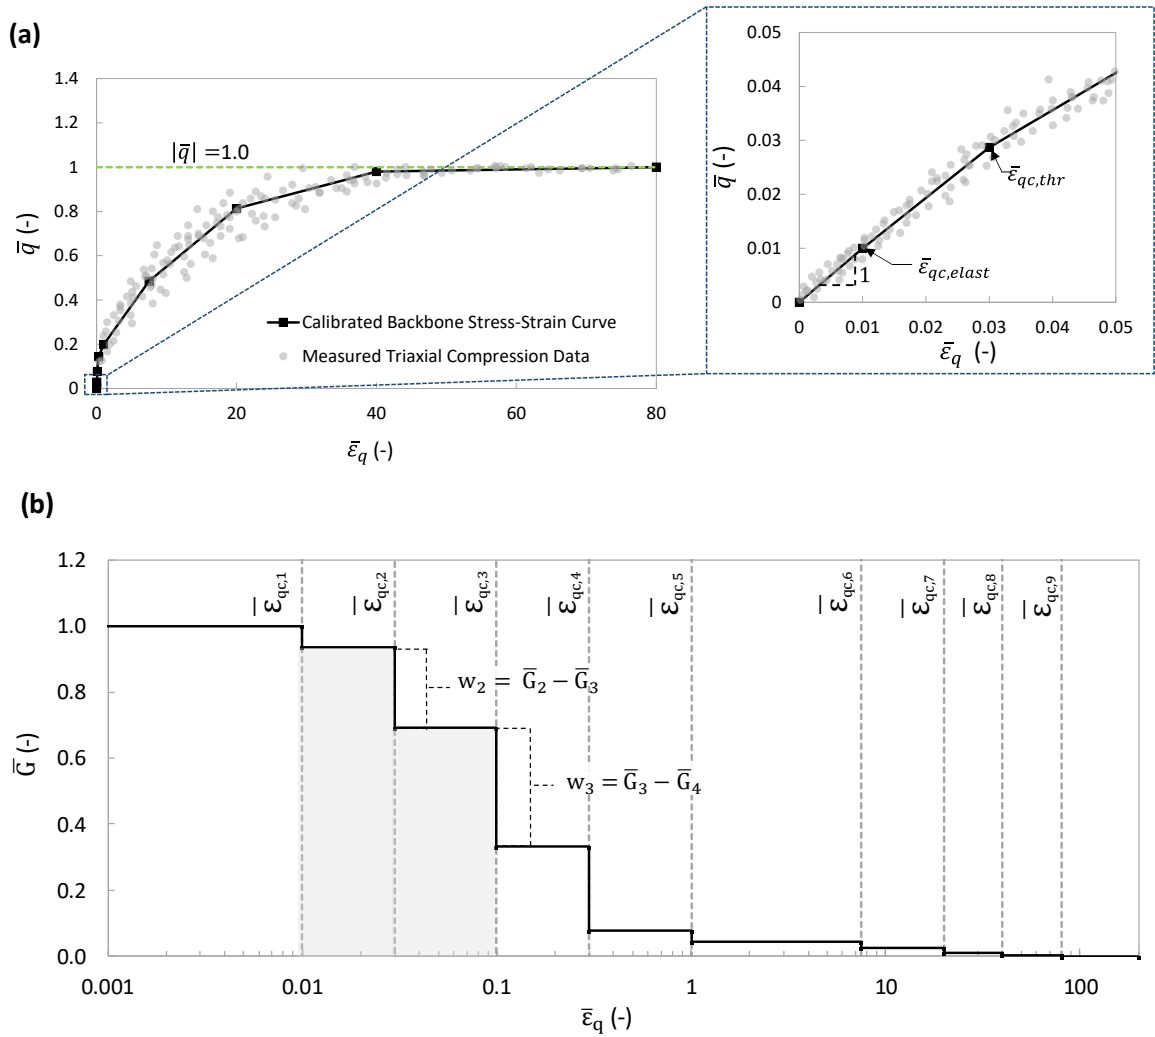 (a)
1.4
1.2
1
0.8
0.6
0.4
0.2
0
|q̅| =1.0
q̅ (-)
Calibrated Backbone Stress-Strain Curve
Measured Triaxial Compression Data
0 20 40 60 80
ε̅q (-)
0.05
0.04
0.03
0.02
0.01
0
q̅ (-)
ε̅qc,thr
ε̅qc,elast
1
0 0.01 0.02 0.03 0.04 0.05
ε̅q (-)
(b)
1.2
1.0
0.8
0.6
0.4
0.2
0.0
G̅ (-)
ε̅qc,1
ε̅qc,2
ε̅qc,3
ε̅qc,4
ε̅qc,5
ε̅qc,6
ε̅qc,7
ε̅qc,8
ε̅qc,9
w₂ = G̅₂ − G̅₃
w₃ = G̅₃ − G̅₄
0.001 0.01 0.1 1 10 100
ε̅q (-)